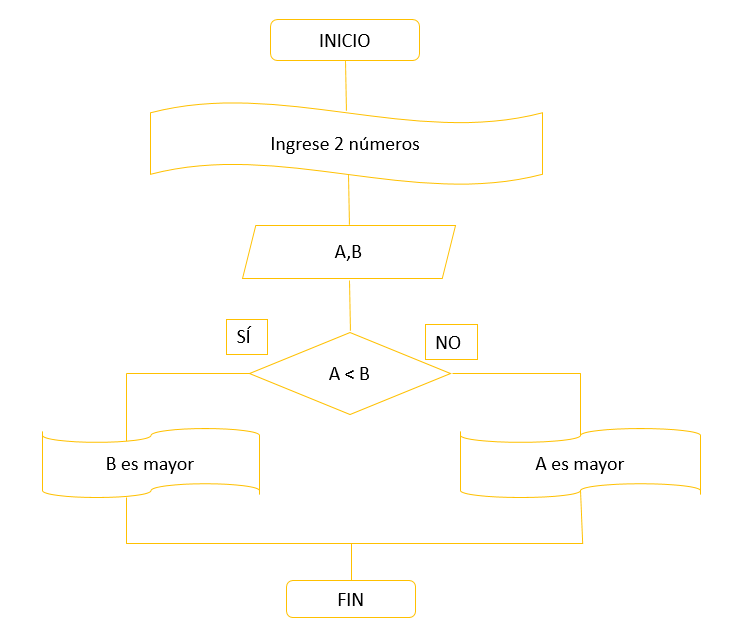 INICIO
Ingrese 2 números
A,B
SÍ
NO
A < B
B es mayor
A es mayor
FIN